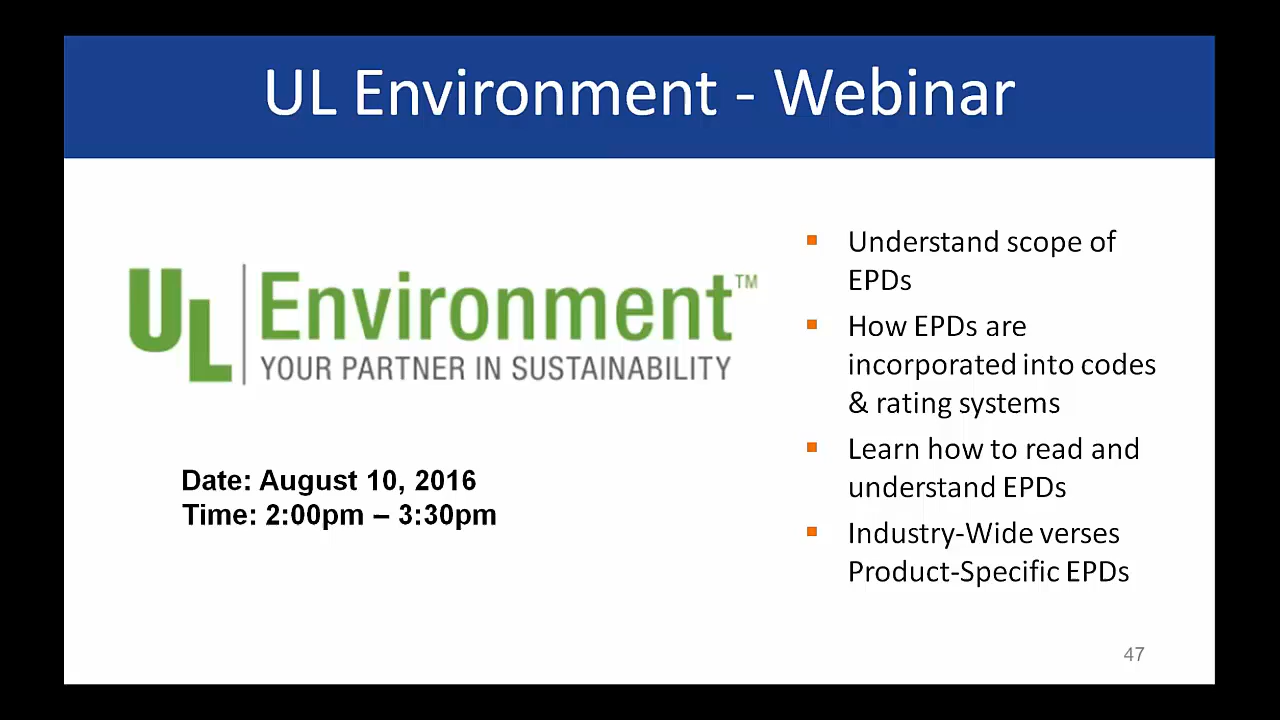 UL Environment - Webinar
UL Environment™
YOUR PARTNER IN SUSTAINABILITY
Date: August 10, 2016
Time: 2:00pm – 3:30pm
Understand scope of
EPDs
How EPDs are
incorporated into codes
& rating systems
Learn how to read and
understand EPDs
Industry-Wide verses
Product-Specific EPDs
47